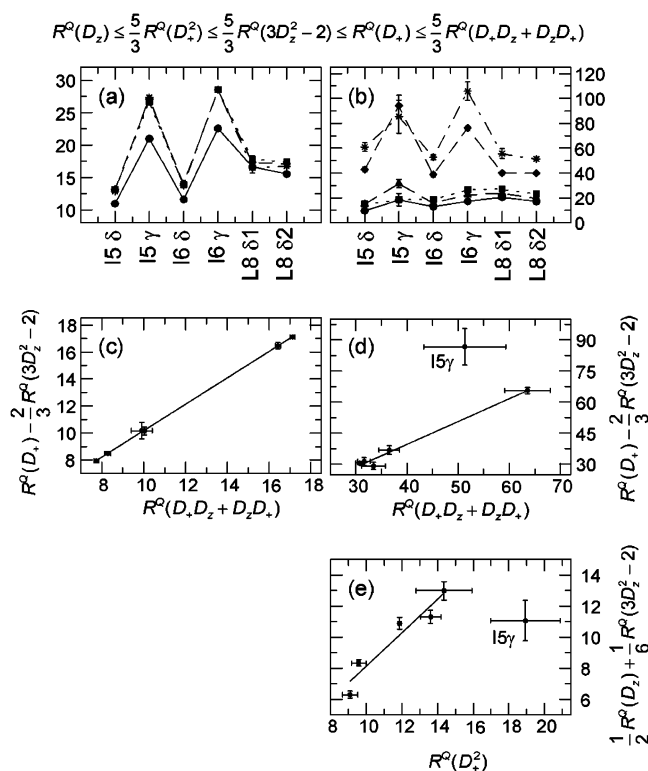 R^Q(D_z) ≤ 5/3 R^Q(D_+^2) ≤ 5/3 R^Q(3D_z^2−2) ≤ R^Q(D_+) ≤ 5/3 R^Q(D_+D_z + D_zD_+)
(a)
30
25
20
15
10
I5 δ
I5 γ
I6 δ
I6 γ
L8 δ1
L8 δ2
(b)
120
100
80
60
40
20
0
I5 δ
I5 γ
I6 δ
I6 γ
L8 δ1
L8 δ2
(c)
R^Q(D_+) − 2/3 R^Q(3D_z^2−2)
18
16
14
12
10
8
8 10 12 14 16 18
R^Q(D_+D_z + D_zD_+)
(d)
I5γ
90
75
60
45
30
R^Q(D_+) − 2/3 R^Q(3D_z^2−2)
30 40 50 60 70
R^Q(D_+D_z + D_zD_+)
(e)
I5γ
14
12
10
8
6
1/2 R^Q(D_z) + 1/6 R^Q(3D_z^2−2)
8 10 12 14 16 18 20
R^Q(D_+^2)